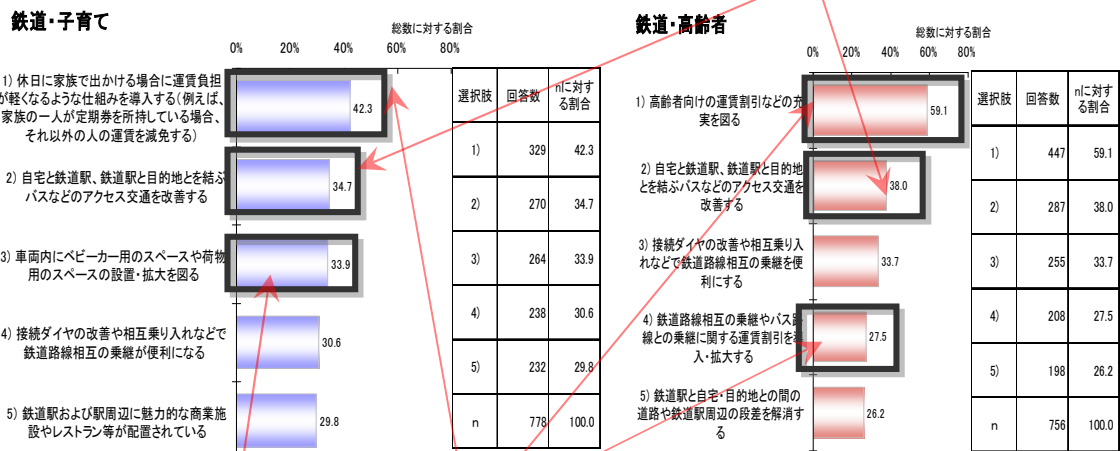 鉄道・子育て
総数に対する割合
0% 20% 40% 60% 80%
1) 休日に家族で出かける場合に運賃負担
が軽くなるような仕組みを導入する(例えば、
家族の一人が定期券を所持している場合、
それ以外の人の運賃を減免する)
42.3
2) 自宅と鉄道駅、鉄道駅と目的地とを結ぶ
バスなどのアクセス交通を改善する
34.7
3) 車両内にベビーカー用のスペースや荷物
用のスペースの設置・拡大を図る
33.9
4) 接続ダイヤの改善や相互乗り入れなどで
鉄道路線相互の乗継が便利になる
30.6
5) 鉄道駅および駅周辺に魅力的な商業施
設やレストラン等が配置されている
29.8
選択肢 回答数 nに対す
る割合
1) 329 42.3
2) 270 34.7
3) 264 33.9
4) 238 30.6
5) 232 29.8
n 778 100.0
鉄道・高齢者
総数に対する割合
0% 20% 40% 60% 80%
1) 高齢者向けの運賃割引などの充
実を図る
59.1
2) 自宅と鉄道駅、鉄道駅と目的地
とを結ぶバスなどのアクセス交通を
改善する
38.0
3) 接続ダイヤの改善や相互乗り入
れなどで鉄道路線相互の乗継を便
利にする
33.7
4) 鉄道路線相互の乗継やバス路
線との乗継に関する運賃割引を導
入・拡大する
27.5
5) 鉄道駅と自宅・目的地との間の
道路や鉄道駅周辺の段差を解消す
る
26.2
選択肢 回答数 nに対す
る割合
1) 447 59.1
2) 287 38.0
3) 255 33.7
4) 208 27.5
5) 198 26.2
n 756 100.0